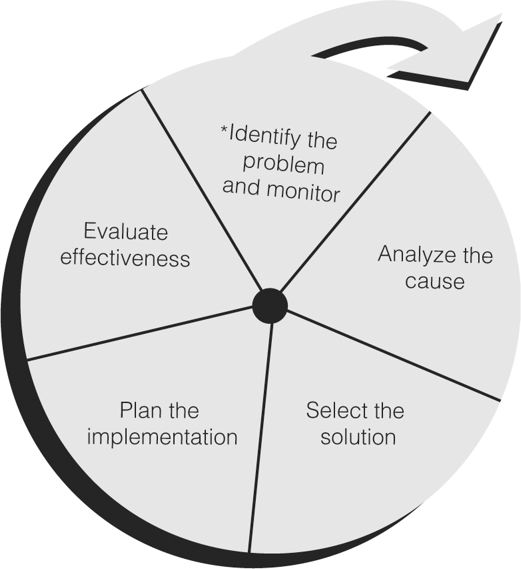 *Identify the
problem
and monitor
Analyze the
cause
Select the
solution
Plan the
implementation
Evaluate
effectiveness